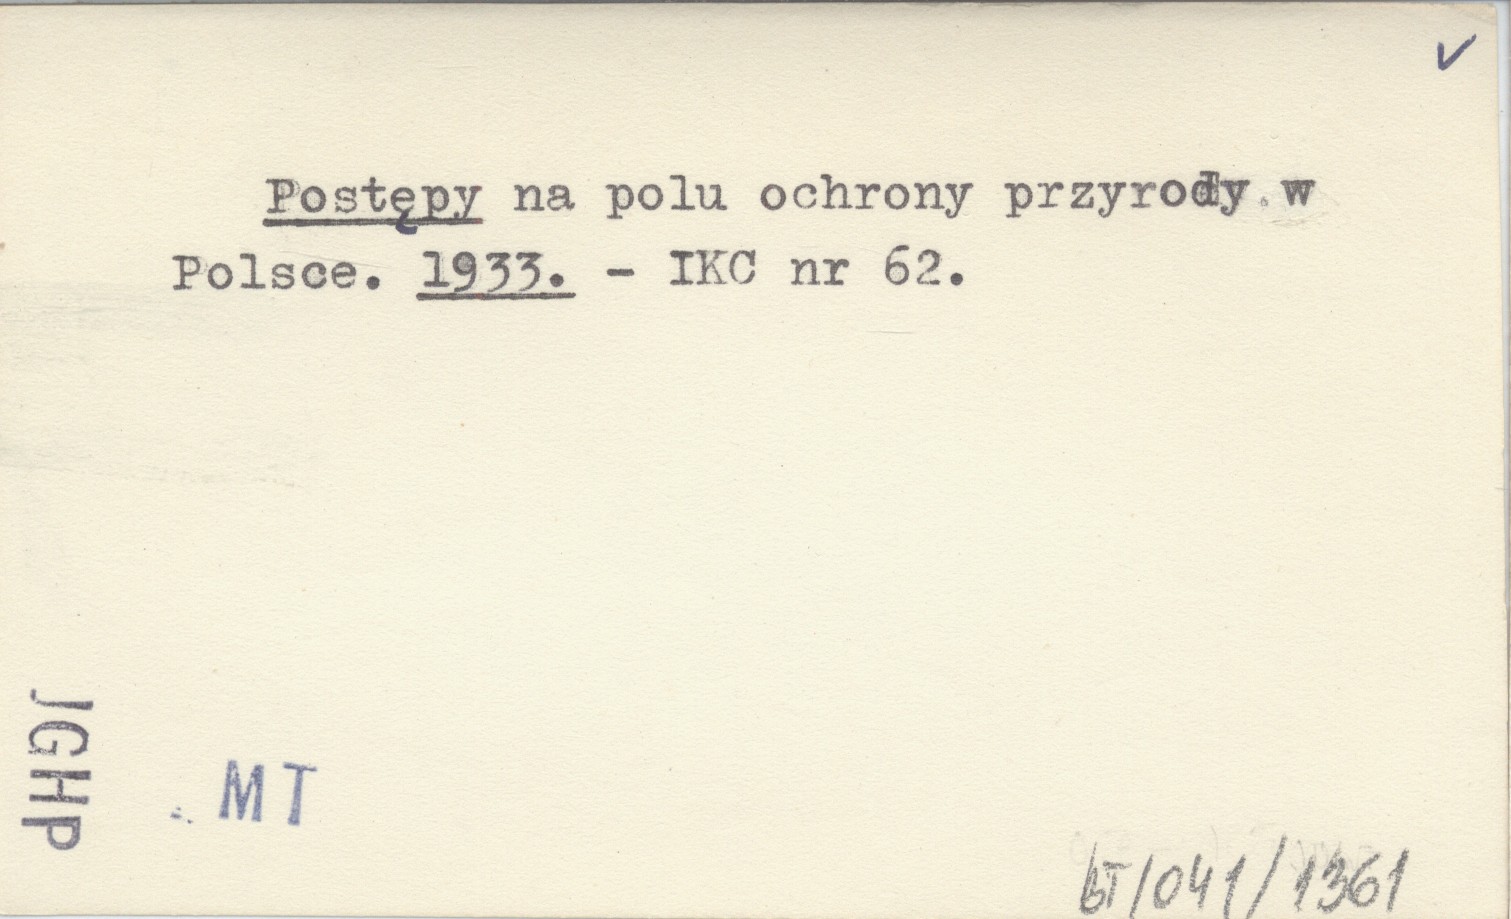 ✓
Postępy na polu ochrony przyrody w
Polsce. 1933. - IKC nr 62.
JGHP
MT
bT/041/1361